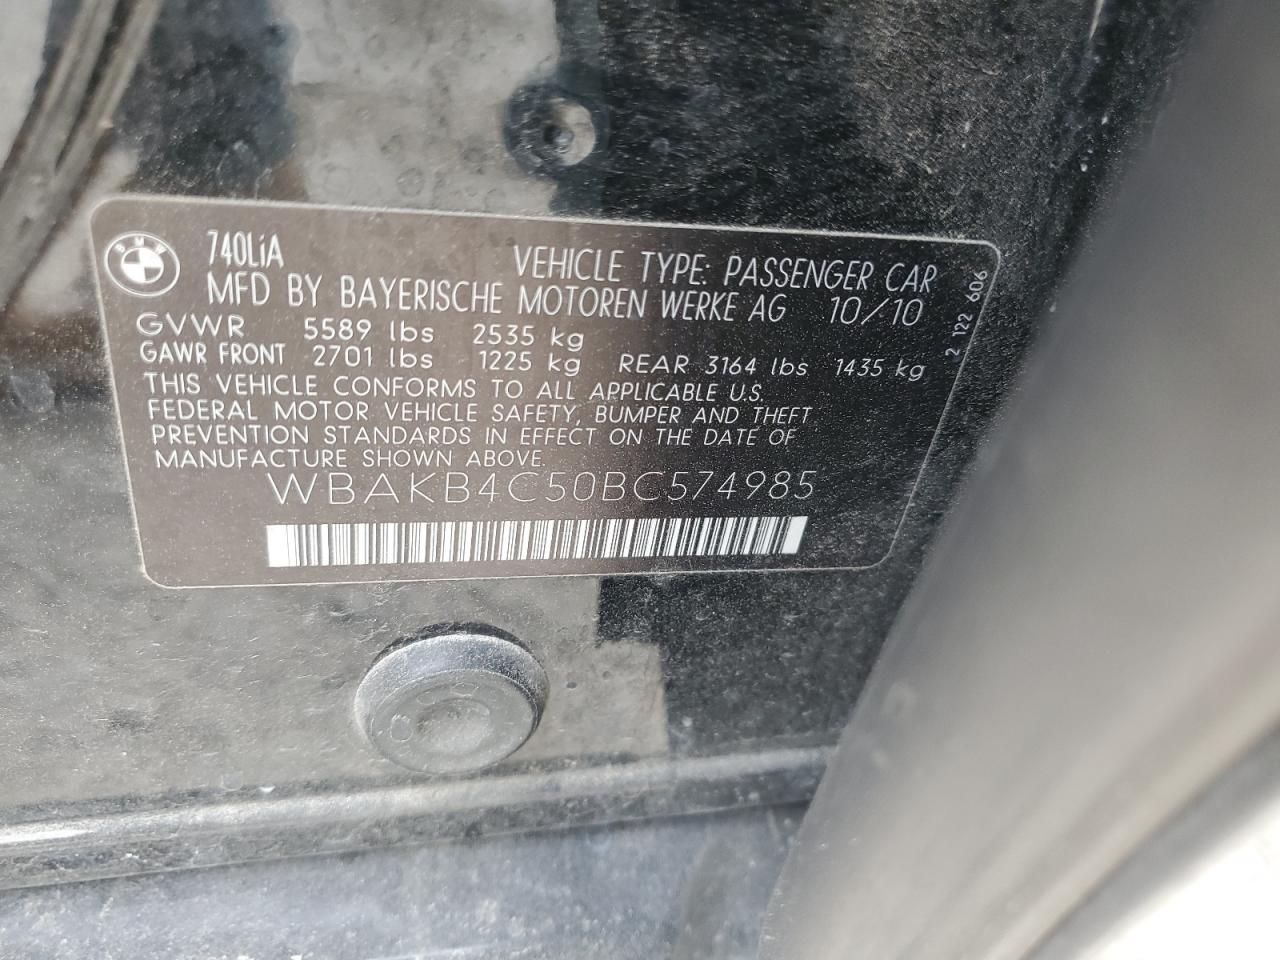 BMW
740LiA
VEHICLE TYPE: PASSENGER CAR
MFD BY BAYERISCHE MOTOREN WERKE AG 10/10
GVWR 5589 lbs 2535 kg
GAWR FRONT 2701 lbs 1225 kg REAR 3164 lbs 1435 kg
THIS VEHICLE CONFORMS TO ALL APPLICABLE U.S.
FEDERAL MOTOR VEHICLE SAFETY, BUMPER AND THEFT
PREVENTION STANDARDS IN EFFECT ON THE DATE OF
MANUFACTURE SHOWN ABOVE.
WBAKB4C50BC574985
2 122 606